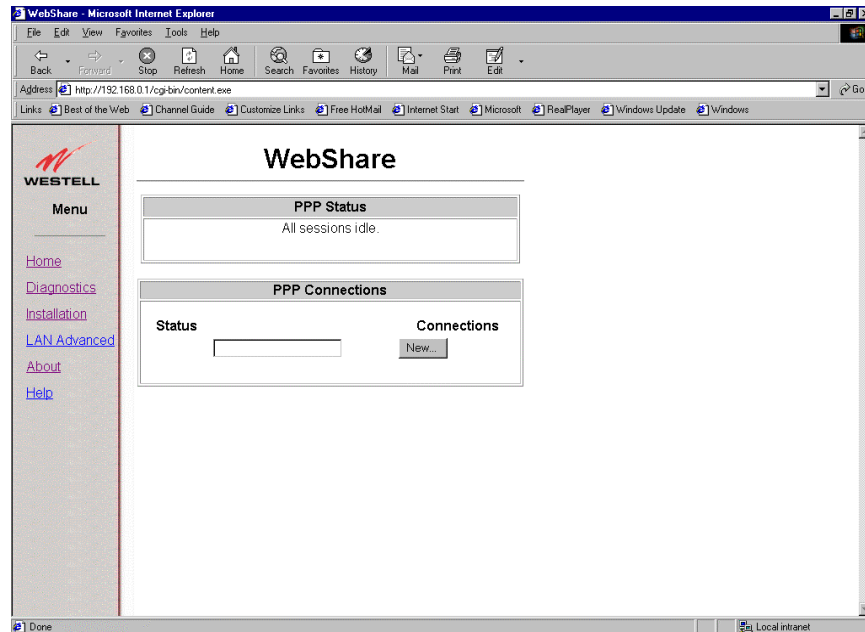 WebShare - Microsoft Internet Explorer
File Edit View Favorites Tools Help
Back Forward Stop Refresh Home Search Favorites History Mail Print Edit
Address http://192.168.0.1/cgi-bin/content.exe Go
Links Best of the Web Channel Guide Customize Links Free HotMail Internet Start Microsoft RealPlayer Windows Update Windows
WESTELL
Menu
Home
Diagnostics
Installation
LAN Advanced
About
Help
WebShare
PPP Status
All sessions idle.
PPP Connections
Status Connections
New...
Done Local intranet